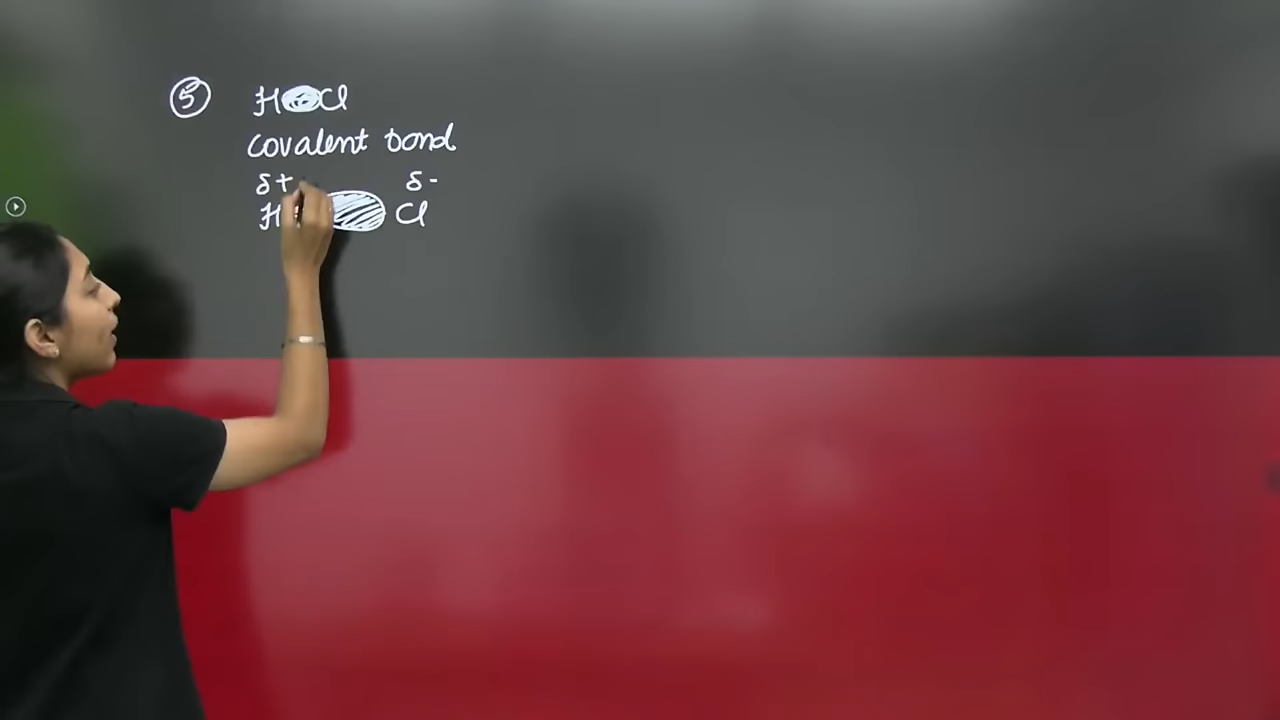 5 H Cl
covalent bond
δ+ δ-
H Cl